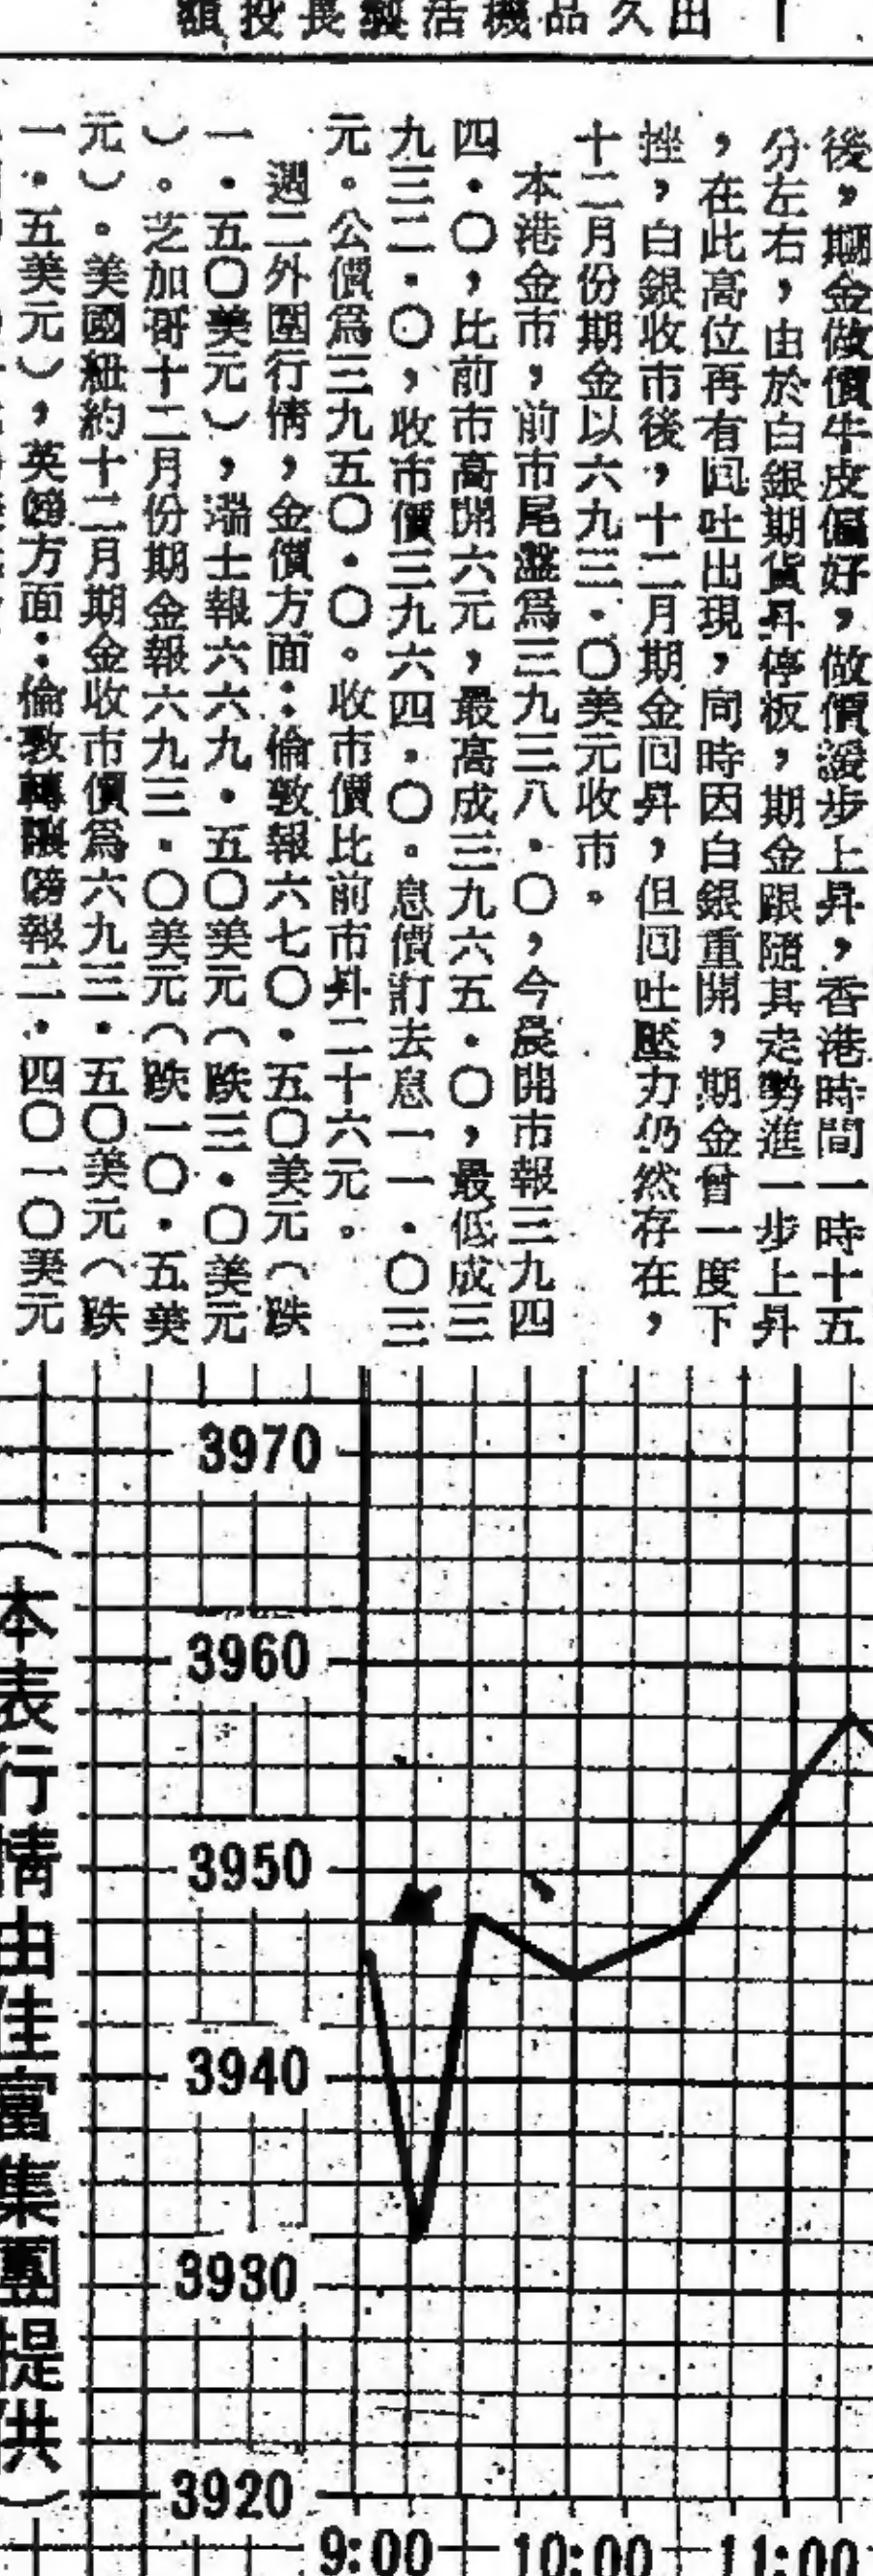 出久品機活製長投額
後，期金做價牛皮偏好，做價緩步上昇，香港時間一時十五
分左右，由於白銀期貨昇停板，期金跟隨其走勢進一步上昇
，在此高位再有回吐出現，同時因白銀重開，期金曾一度下
挫，白銀收市後，十二月期金回昇，但回吐壓力仍然存在，
十二月份期金以六九三．〇美元收市。
本港金市，前市尾盤爲三九三八．〇，今晨開市報三九四
四．〇，比前市高開六元，最高成三九六五．〇，最低成三
九三二．〇，收市價三九六四．〇。息價訂去息一一．〇三
元。公價爲三九五〇．〇。收市價比前市昇二十六元。
週二外圍行情，金價方面：倫敦報六七〇．五〇美元（跌
一．五〇美元），瑞士報六六九．五〇美元（跌三．〇美元
）。芝加哥十二月份期金報六九三．〇美元（跌一〇．五美
元）。美國紐約十二月期金收市價爲六九三．五〇美元（跌
一．五美元），英鎊方面：倫敦轉讓鎊報二．四〇一〇美元
3970
3960
3950
3940
3930
3920
9:00
10:00
11:00
（本表行情由佳富集團提供）